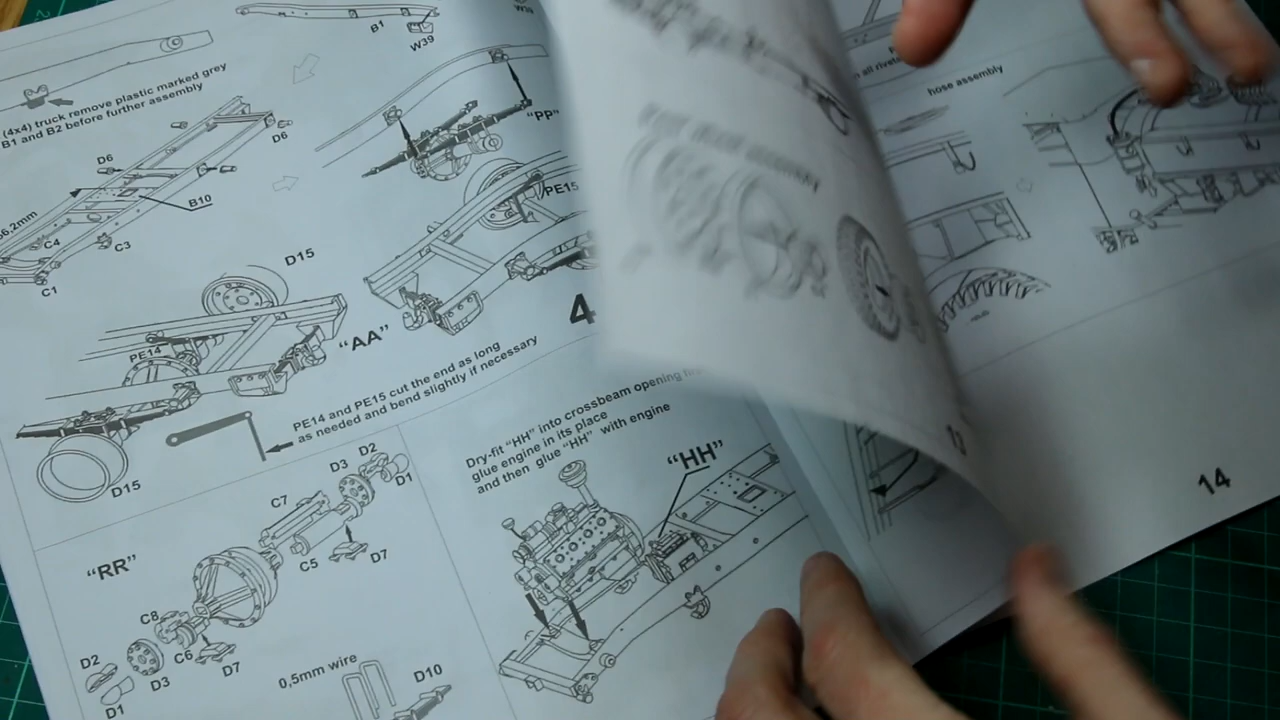 B1
W39
(4x4) truck remove plastic marked grey
B1 and B2 before further assembly
D6
D6
B10
C4
C3
C1
"PP"
PE15
D15
PE14
"AA"
4
D15
PE14 and PE15 cut the end as long
as needed and bend slightly if necessary
Dry-fit "HH" into crossbeam opening
glue engine in its place
and then glue "HH" with engine
"HH"
D3
D2
D1
C7
C5
D7
"RR"
C8
C6
D7
D2
D3
D1
0,5mm wire
D10
hose assembly
13
14